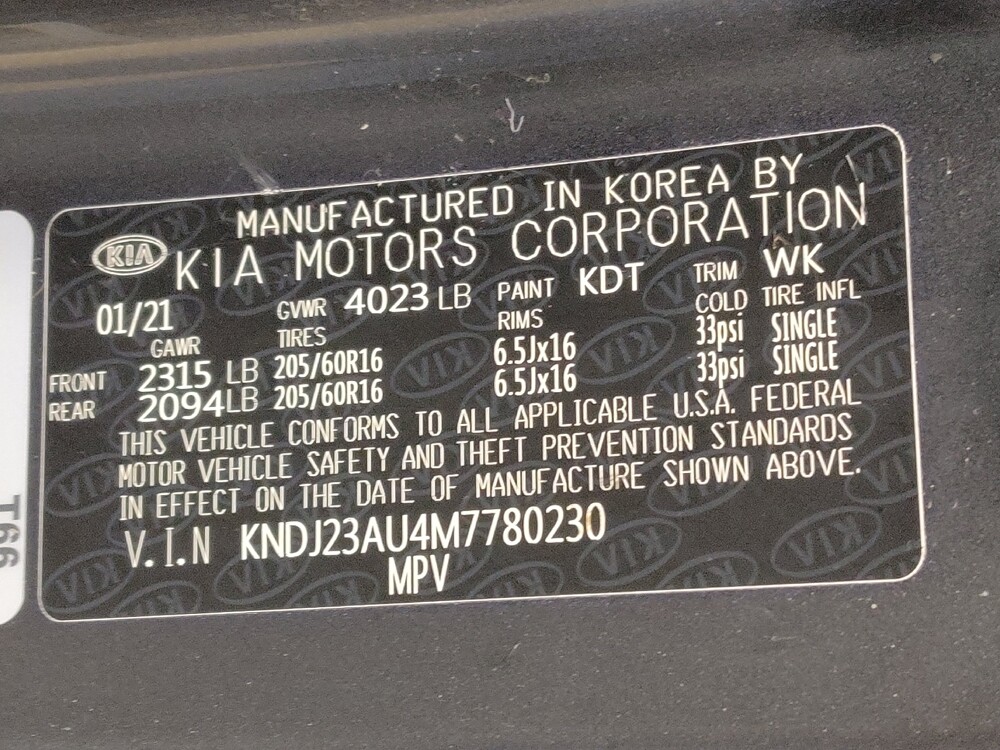 MANUFACTURED IN KOREA BY
KIA KIA MOTORS CORPORATION
01/21 GVWR 4023 LB PAINT KDT TRIM WK
GAWR TIRES RIMS COLD TIRE INFL
FRONT 2315 LB 205/60R16 6.5Jx16 33psi SINGLE
REAR 2094 LB 205/60R16 6.5Jx16 33psi SINGLE
THIS VEHICLE CONFORMS TO ALL APPLICABLE U.S.A. FEDERAL
MOTOR VEHICLE SAFETY AND THEFT PREVENTION STANDARDS
IN EFFECT ON THE DATE OF MANUFACTURE SHOWN ABOVE.
V.I.N KNDJ23AU4M7780230
MPV
T66